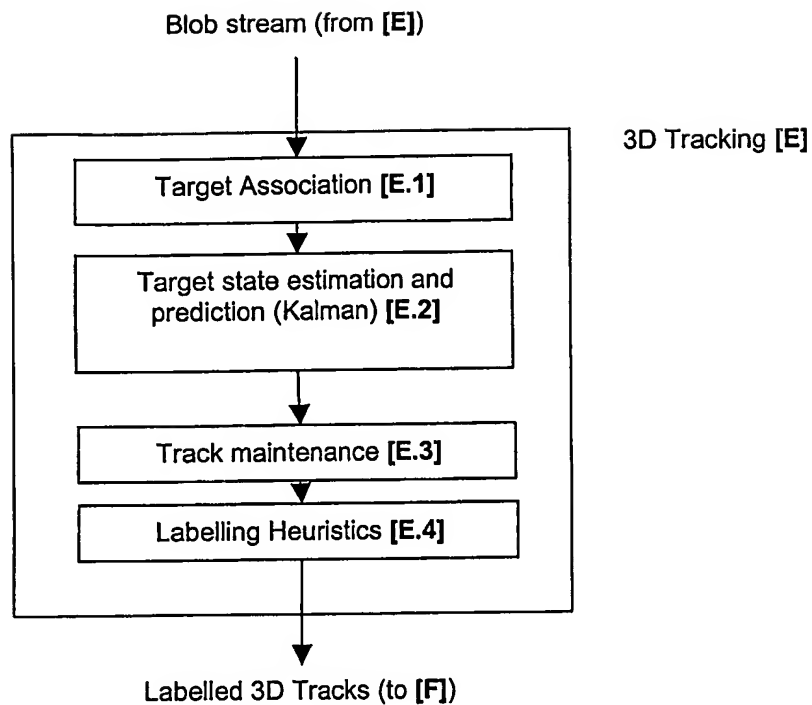 Blob stream (from [E])
3D Tracking [E]
Target Association [E.1]
Target state estimation and
prediction (Kalman) [E.2]
Track maintenance [E.3]
Labelling Heuristics [E.4]
Labelled 3D Tracks (to [F])